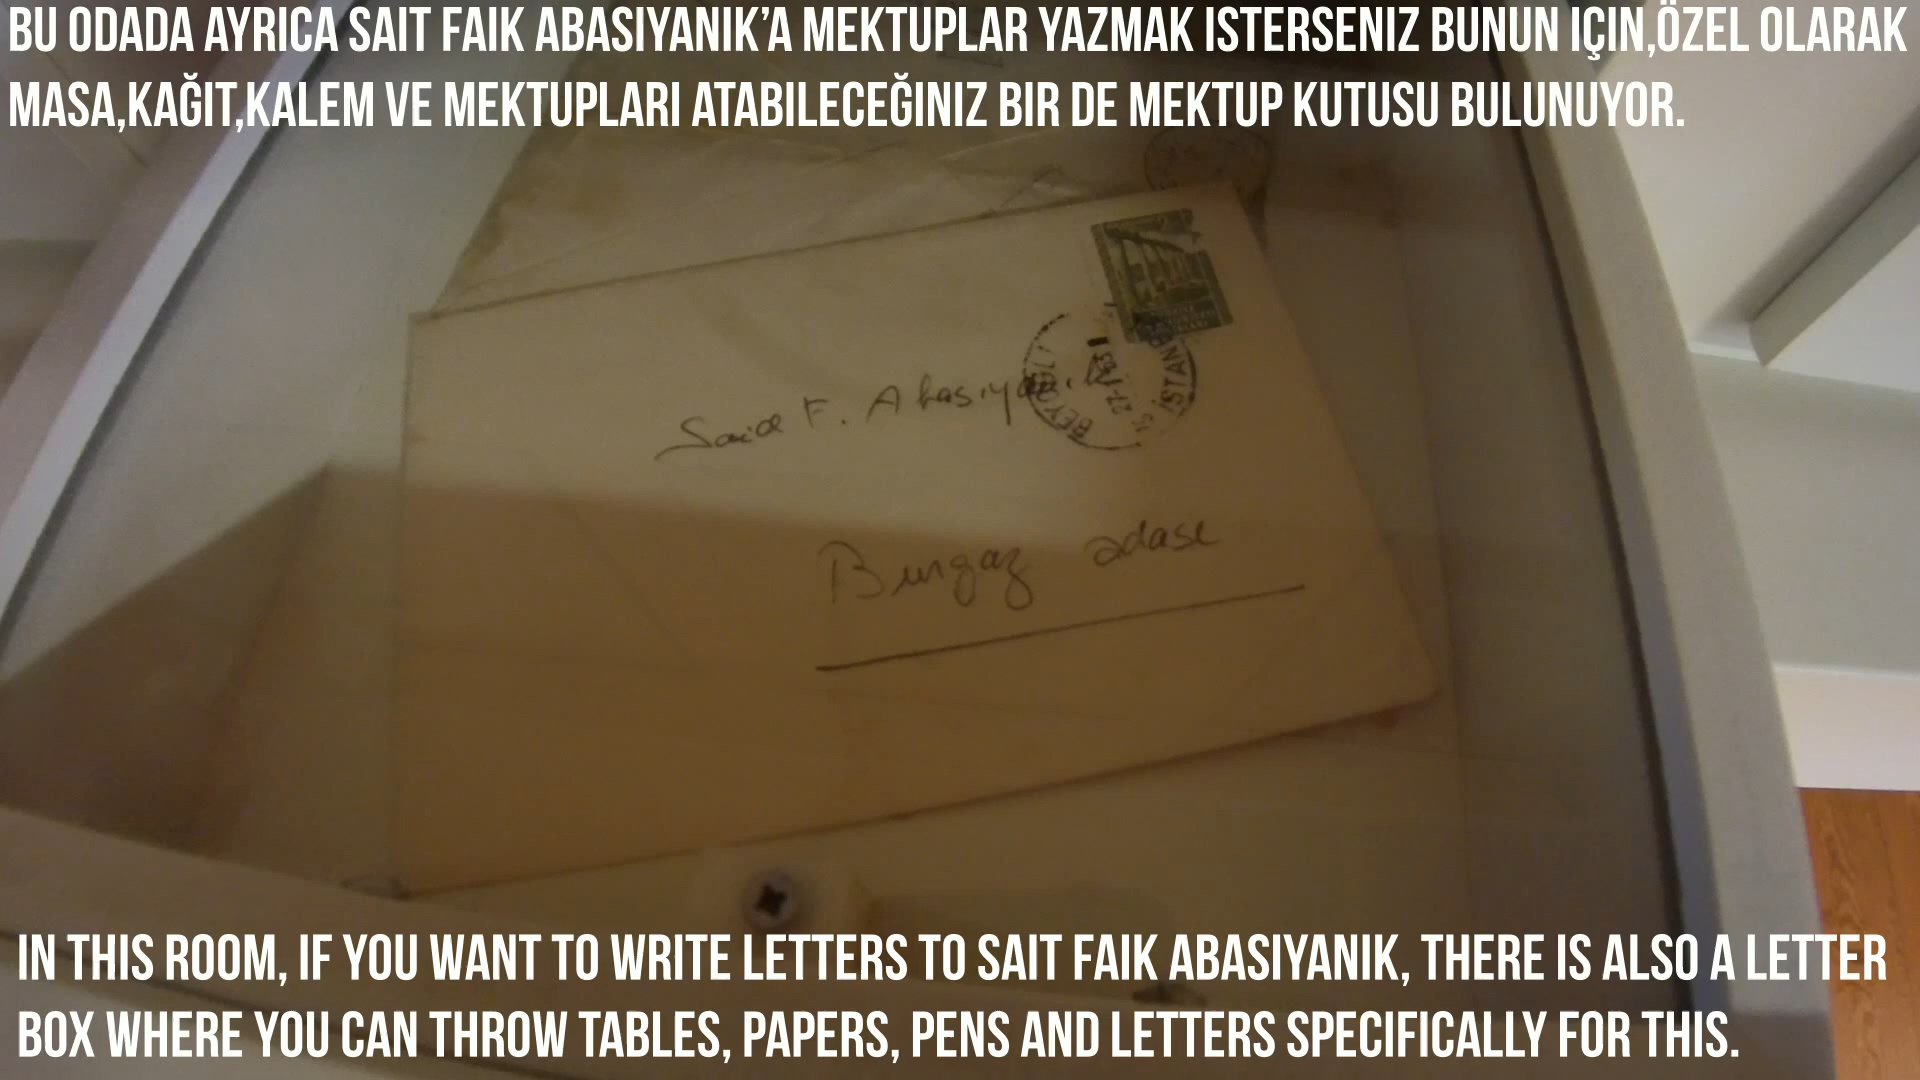 BU ODADA AYRICA SAIT FAIK ABASIYANIK’A MEKTUPLAR YAZMAK ISTERSENIZ BUNUN IÇIN,ÖZEL OLARAK
MASA,KAĞIT,KALEM VE MEKTUPLARI ATABILECEĞINIZ BIR DE MEKTUP KUTUSU BULUNUYOR.
Said F. Abasıyanık
BEYOĞLU
İSTAN
Burgaz adası
IN THIS ROOM, IF YOU WANT TO WRITE LETTERS TO SAIT FAIK ABASIYANIK, THERE IS ALSO A LETTER
BOX WHERE YOU CAN THROW TABLES, PAPERS, PENS AND LETTERS SPECIFICALLY FOR THIS.